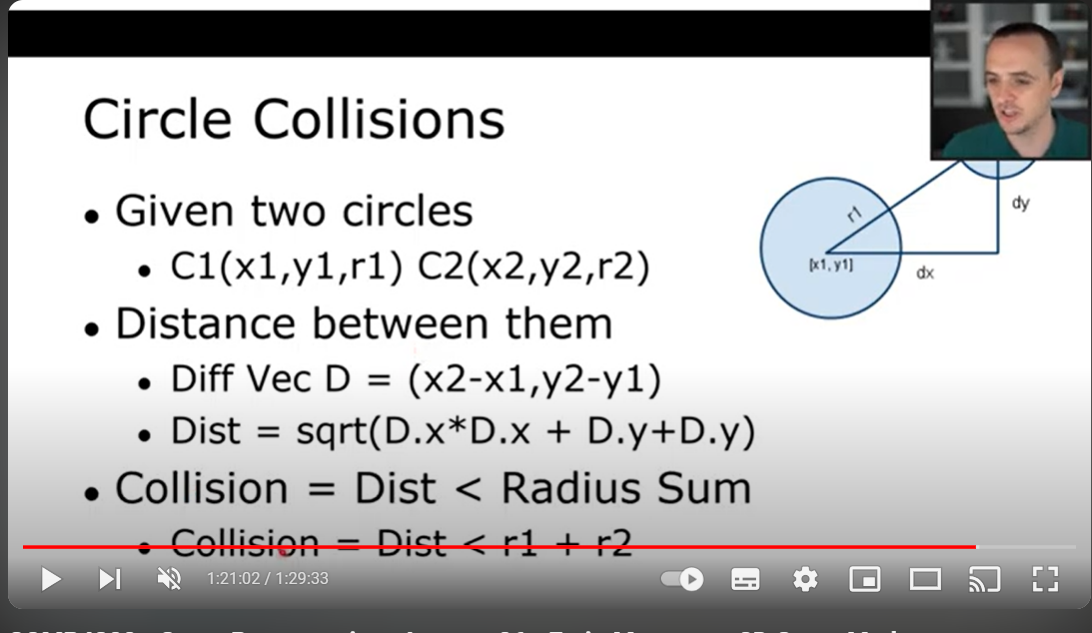 Circle Collisions
• Given two circles
• C1(x1,y1,r1) C2(x2,y2,r2)
• Distance between them
• Diff Vec D = (x2-x1,y2-y1)
• Dist = sqrt(D.x*D.x + D.y+D.y)
• Collision = Dist < Radius Sum
• Collision = Dist < r1 + r2
r1
[x1, y1]
dx
dy
1:21:02 / 1:29:33